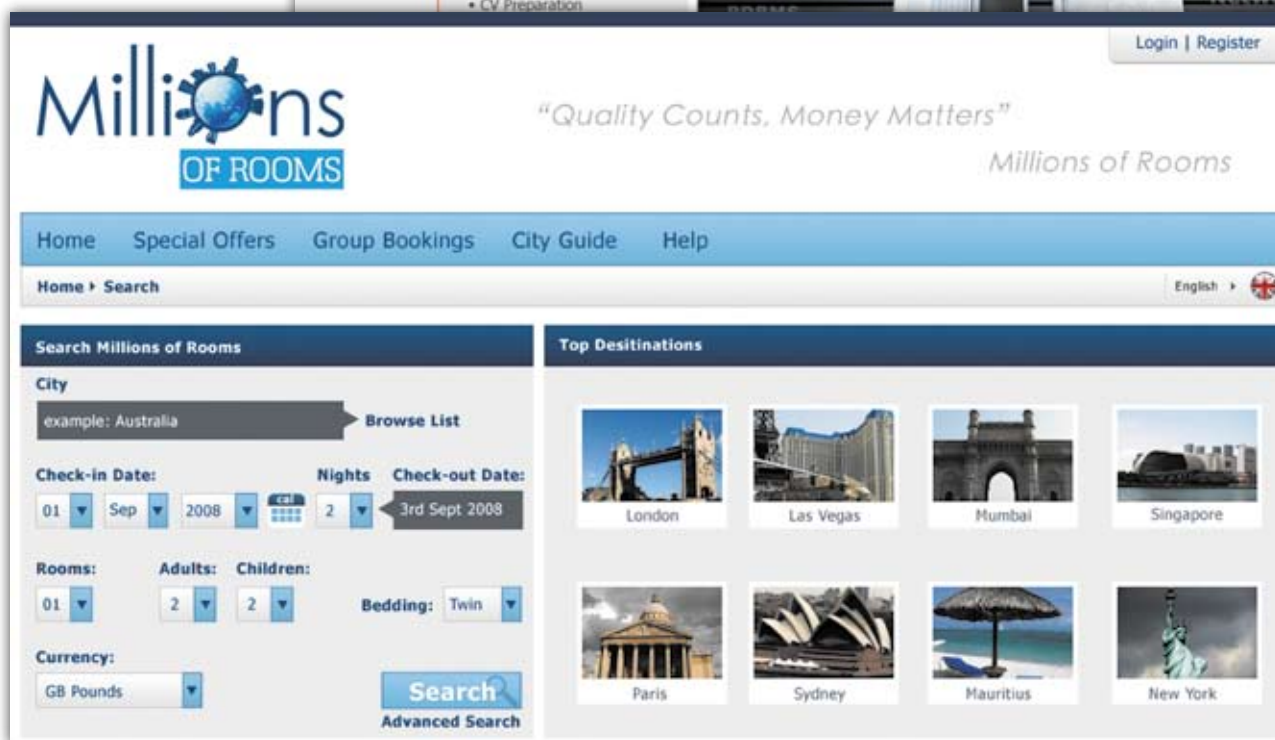 • CV Preparation
Login | Register
Millions
OF ROOMS
“Quality Counts, Money Matters”
Millions of Rooms
Home Special Offers Group Bookings City Guide Help
Home ▸ Search
English ▸
Search Millions of Rooms
City
example: Australia
Browse List
Check-in Date: Nights Check-out Date:
01 Sep 2008 cal 2 3rd Sept 2008
Rooms: Adults: Children:
01 2 2 Bedding: Twin
Currency:
GB Pounds
Search
Advanced Search
Top Desitinations
London Las Vegas Mumbai Singapore
Paris Sydney Mauritius New York